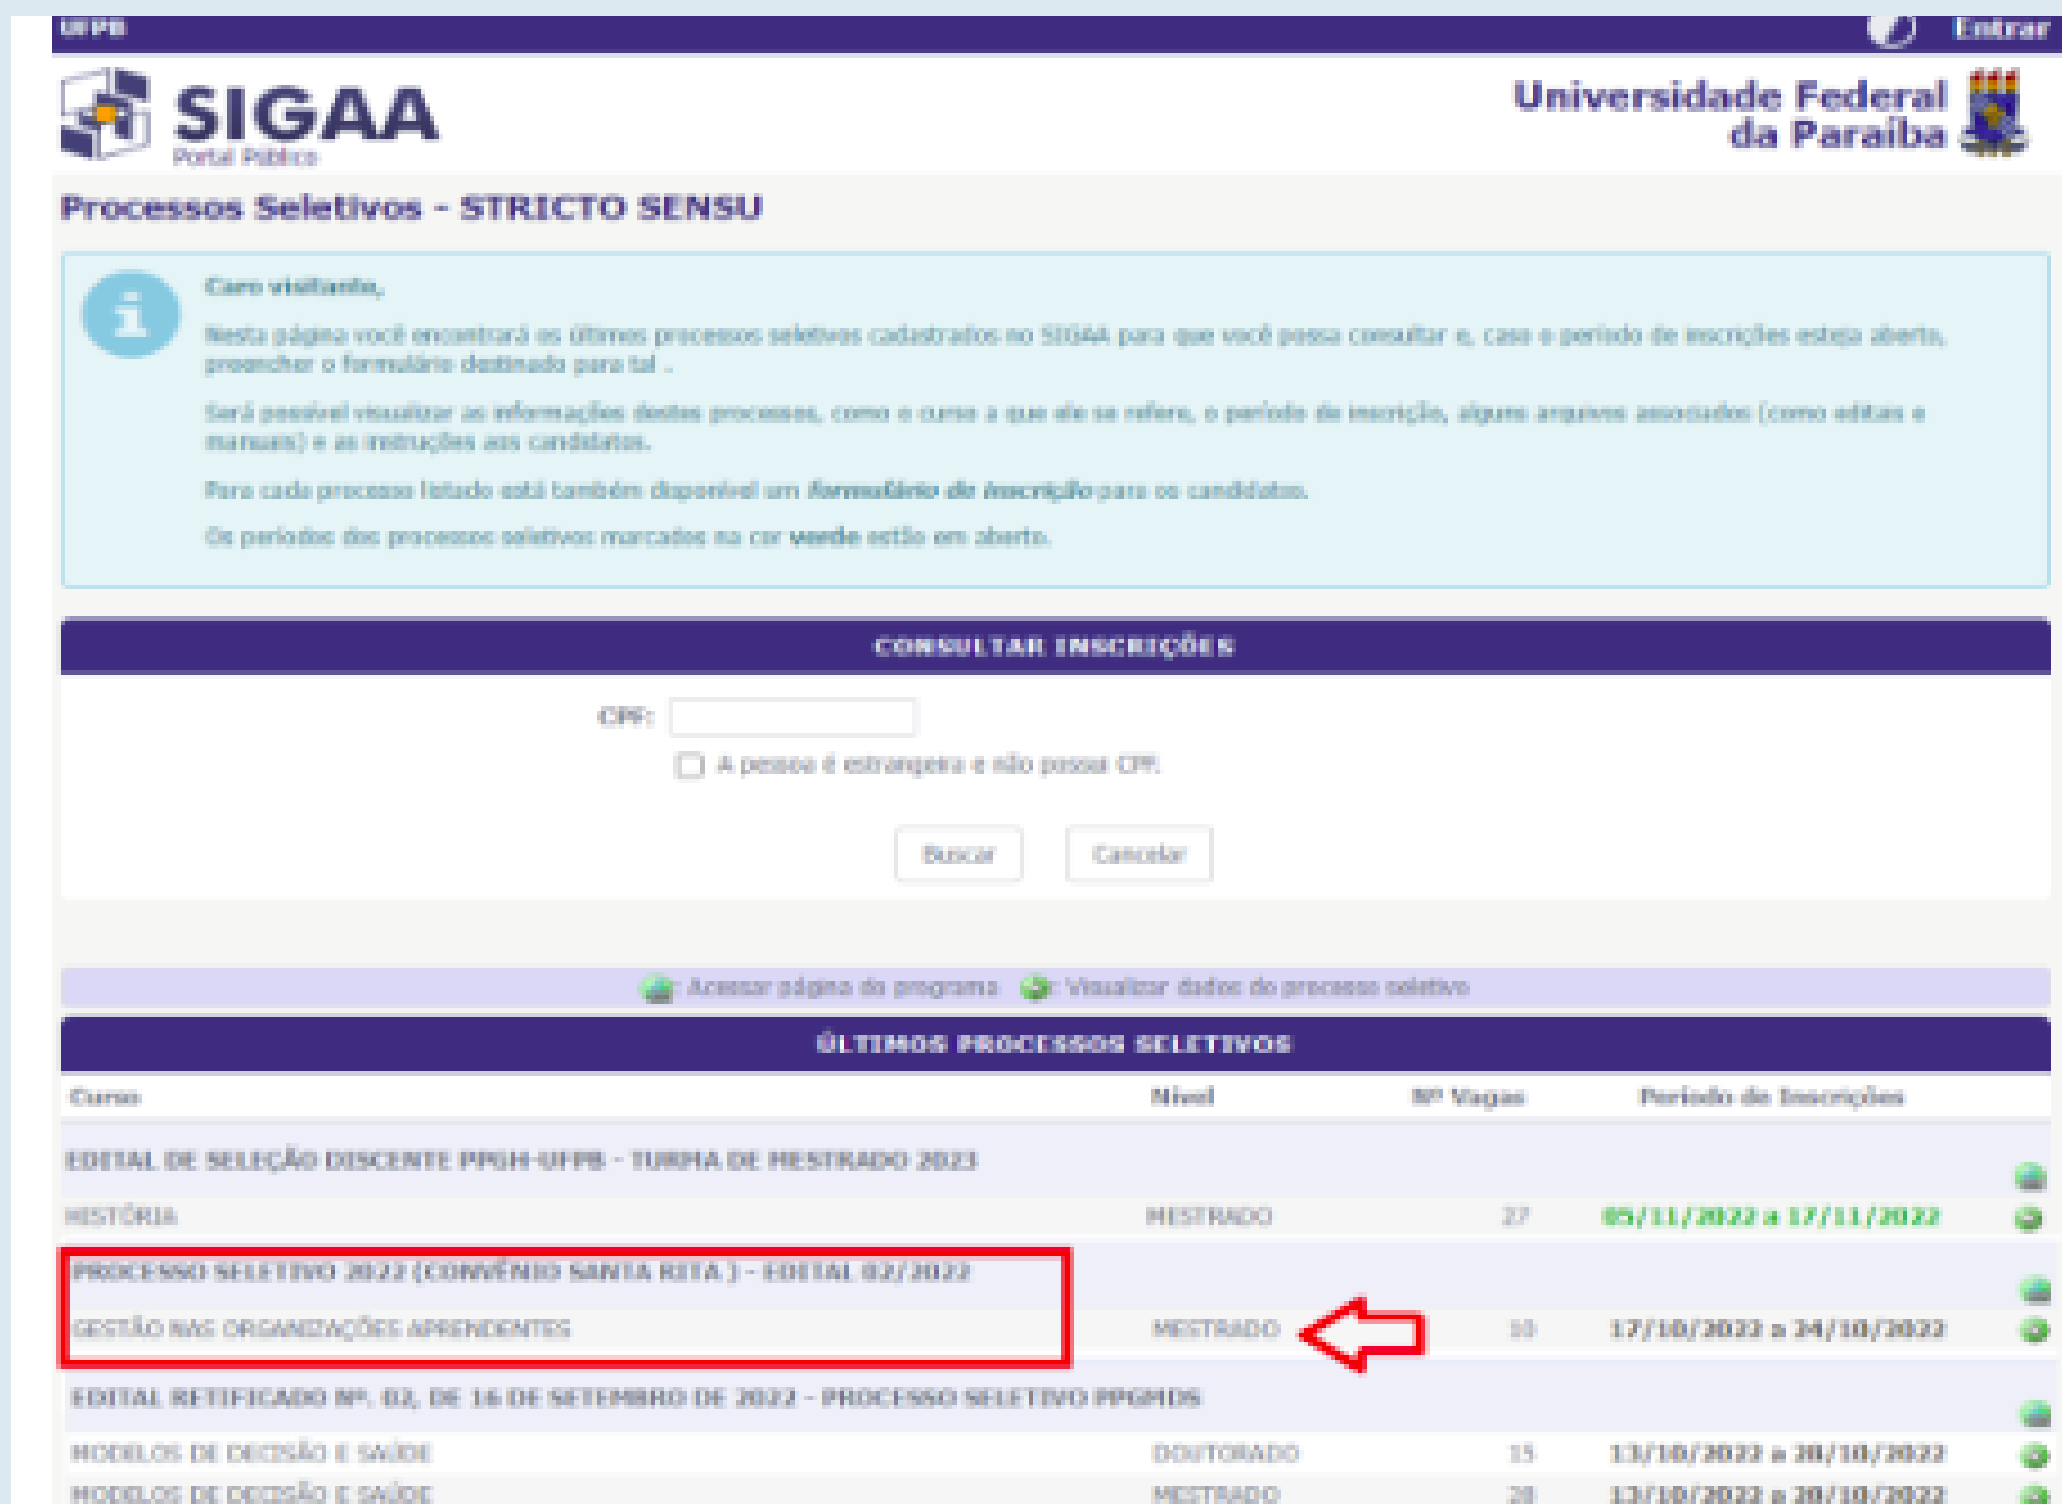 UFPB
Entrar
SIGAA
Portal Público
Universidade Federal
da Paraíba
Processos Seletivos - STRICTO SENSU
Caro visitante,
Nesta página você encontrará os últimos processos seletivos cadastrados no SIGAA para que você possa consultar e, caso o período de inscrições esteja aberto,
preencher o formulário destinado para tal .
Será possível visualizar as informações destes processos, como o curso a que ele se refere, o período de inscrição, alguns arquivos associados (como editais e
manuais) e as instruções aos candidatos.
Para cada processo listado está também disponível um formulário de inscrição para os candidatos.
Os períodos dos processos seletivos marcados na cor verde estão em aberto.
CONSULTAR INSCRIÇÕES
CPF:
A pessoa é estrangeira e não possui CPF.
Buscar Cancelar
: Acessar página do programa : Visualizar dados do processo seletivo
ÚLTIMOS PROCESSOS SELETIVOS
Curso Nível Nº Vagas Período de Inscrições
EDITAL DE SELEÇÃO DISCENTE PPGH-UFPB - TURMA DE MESTRADO 2023
HISTÓRIA MESTRADO 27 05/11/2022 a 17/11/2022
PROCESSO SELETIVO 2022 (CONVÊNIO SANTA RITA ) - EDITAL 02/2022
GESTÃO NAS ORGANIZAÇÕES APRENDENTES MESTRADO 10 17/10/2022 a 24/10/2022
EDITAL RETIFICADO Nº. 02, DE 16 DE SETEMBRO DE 2022 - PROCESSO SELETIVO PPGMDS
MODELOS DE DECISÃO E SAÚDE DOUTORADO 15 13/10/2022 a 20/10/2022
MODELOS DE DECISÃO E SAÚDE MESTRADO 20 13/10/2022 a 20/10/2022